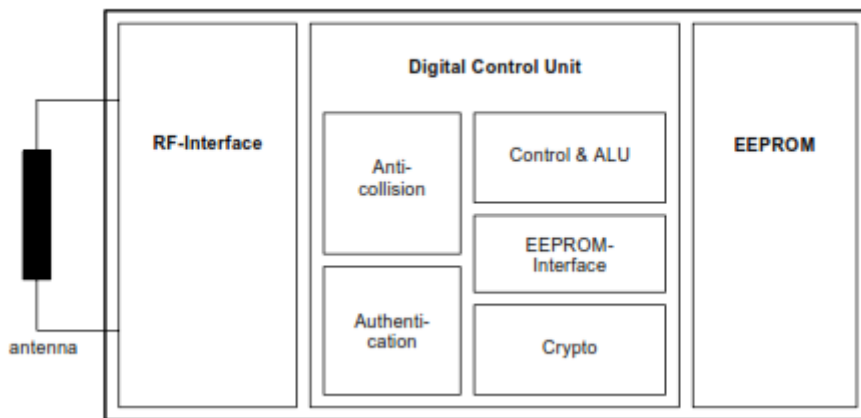 Digital Control Unit
RF-Interface
EEPROM
Anti-
collision
Control & ALU
EEPROM-
Interface
Authenti-
cation
Crypto
antenna